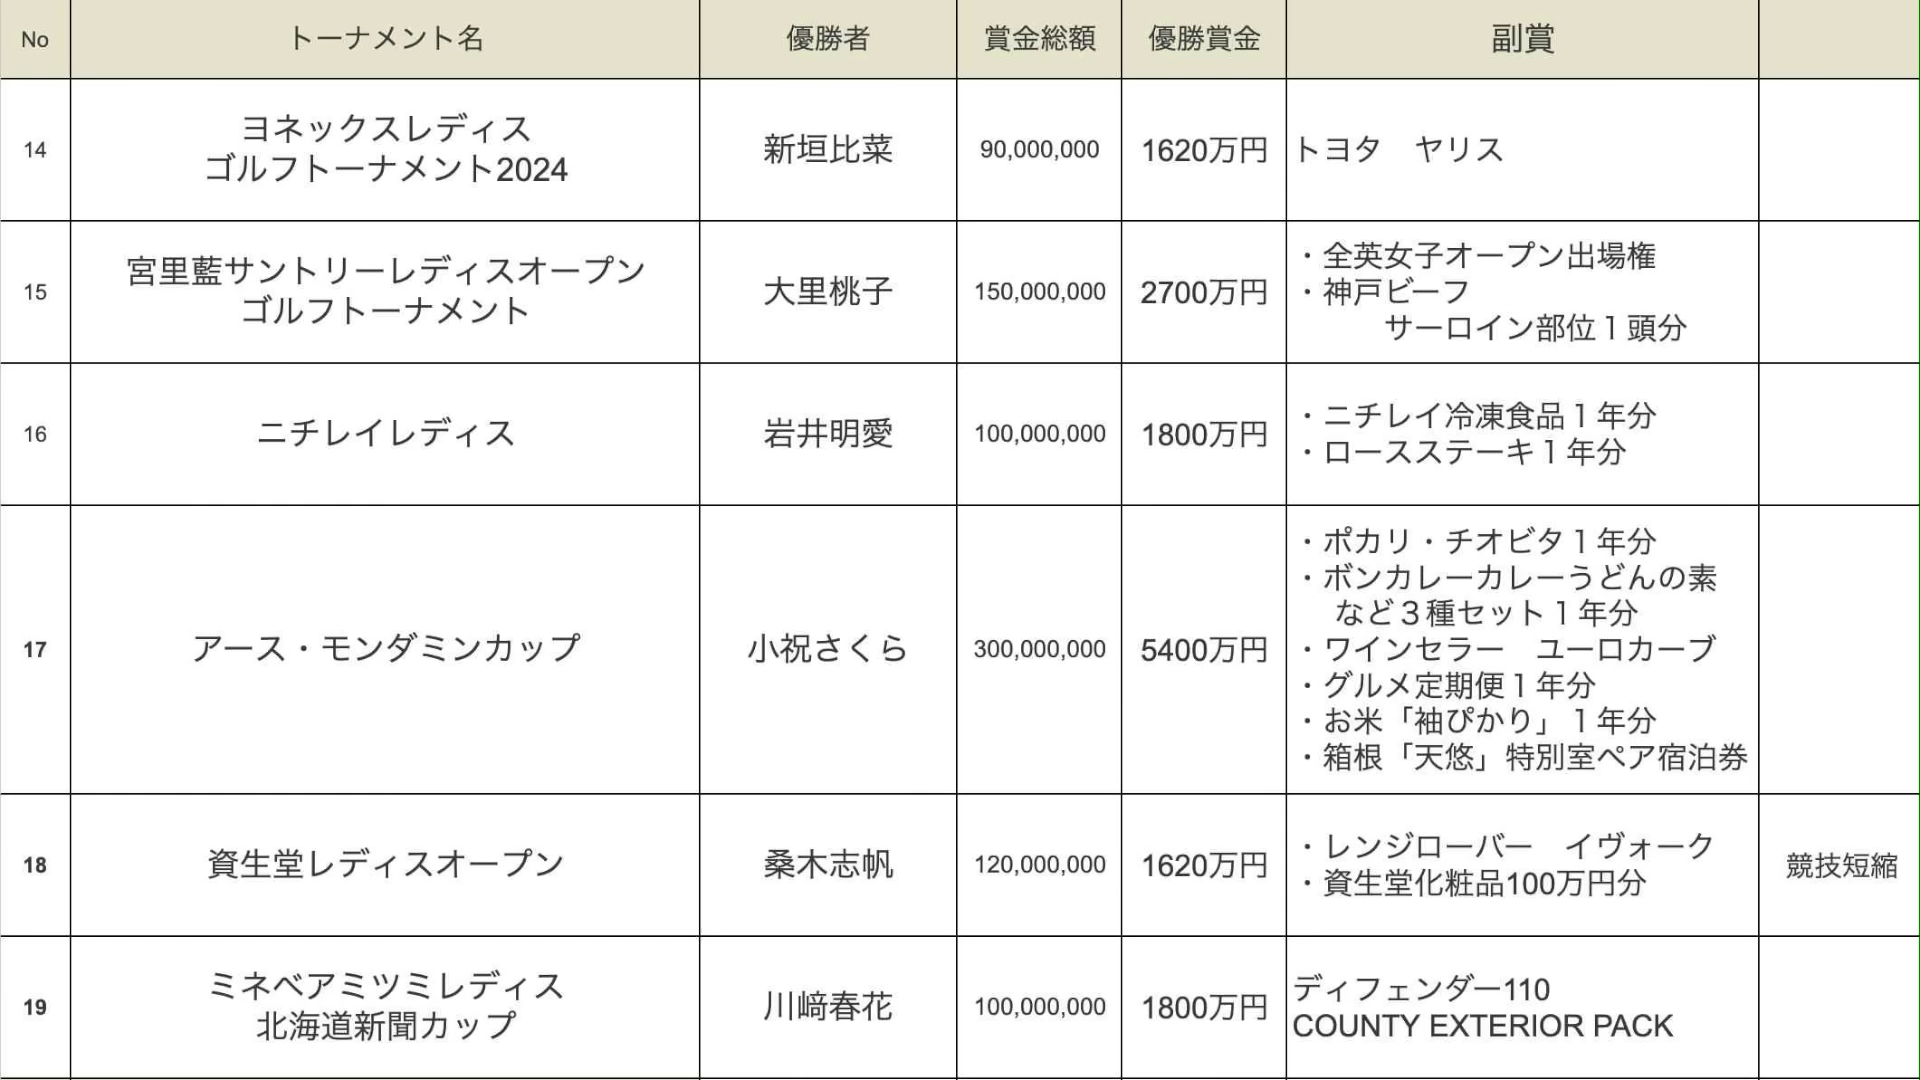 No トーナメント名 優勝者 賞金総額 優勝賞金 副賞
14 ヨネックスレディス
ゴルフトーナメント2024 新垣比菜 90,000,000 1620万円 トヨタ　ヤリス
15 宮里藍サントリーレディスオープン
ゴルフトーナメント 大里桃子 150,000,000 2700万円 ・全英女子オープン出場権
・神戸ビーフ
サーロイン部位１頭分
16 ニチレイレディス 岩井明愛 100,000,000 1800万円 ・ニチレイ冷凍食品１年分
・ロースステーキ１年分
17 アース・モンダミンカップ 小祝さくら 300,000,000 5400万円 ・ポカリ・チオビタ１年分
・ボンカレーカレーうどんの素
など３種セット１年分
・ワインセラー　ユーロカーブ
・グルメ定期便１年分
・お米「袖ぴかり」１年分
・箱根「天悠」特別室ペア宿泊券
18 資生堂レディスオープン 桑木志帆 120,000,000 1620万円 ・レンジローバー　イヴォーク
・資生堂化粧品100万円分 競技短縮
19 ミネベアミツミレディス
北海道新聞カップ 川﨑春花 100,000,000 1800万円 ディフェンダー110
COUNTY EXTERIOR PACK